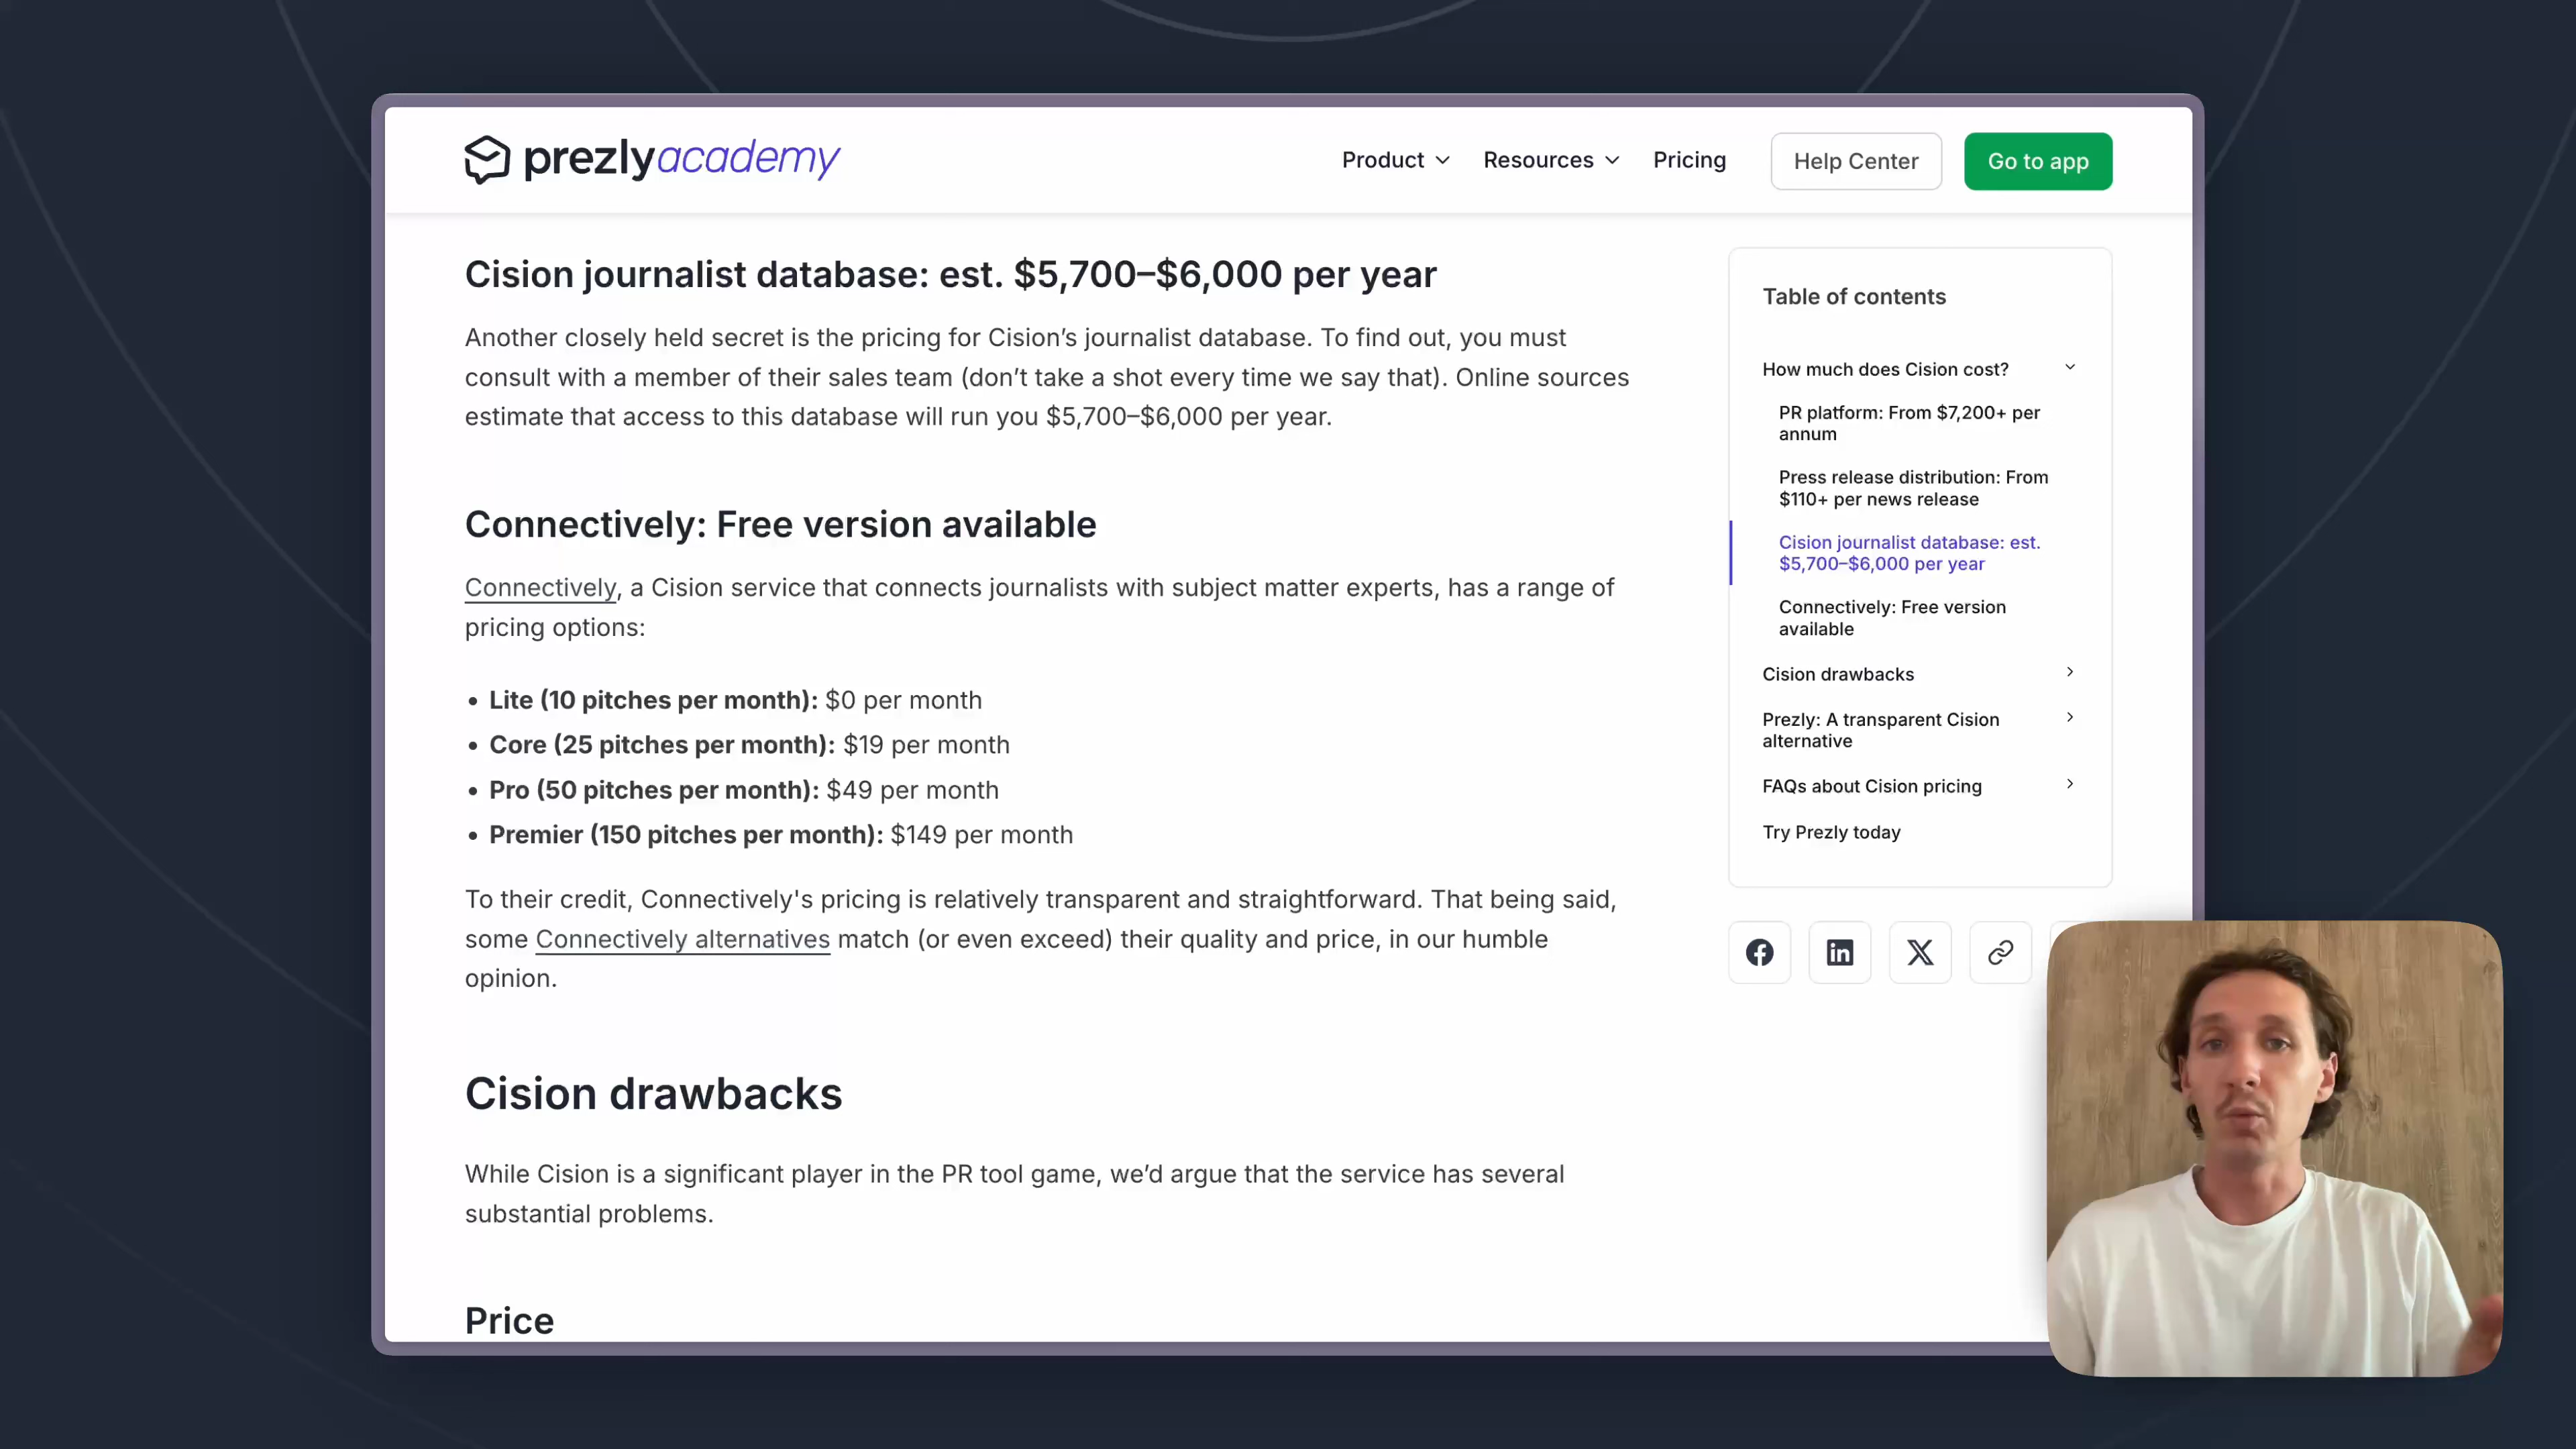 prezlyacademy
Product
Resources
Pricing
Help Center
Go to app
Cision journalist database: est. $5,700–$6,000 per year
Another closely held secret is the pricing for Cision’s journalist database. To find out, you must
consult with a member of their sales team (don’t take a shot every time we say that). Online sources
estimate that access to this database will run you $5,700–$6,000 per year.
Connectively: Free version available
Connectively, a Cision service that connects journalists with subject matter experts, has a range of
pricing options:
• Lite (10 pitches per month): $0 per month
• Core (25 pitches per month): $19 per month
• Pro (50 pitches per month): $49 per month
• Premier (150 pitches per month): $149 per month
To their credit, Connectively's pricing is relatively transparent and straightforward. That being said,
some Connectively alternatives match (or even exceed) their quality and price, in our humble
opinion.
Cision drawbacks
While Cision is a significant player in the PR tool game, we’d argue that the service has several
substantial problems.
Price
Table of contents
How much does Cision cost?
PR platform: From $7,200+ per
annum
Press release distribution: From
$110+ per news release
Cision journalist database: est.
$5,700–$6,000 per year
Connectively: Free version
available
Cision drawbacks
Prezly: A transparent Cision
alternative
FAQs about Cision pricing
Try Prezly today